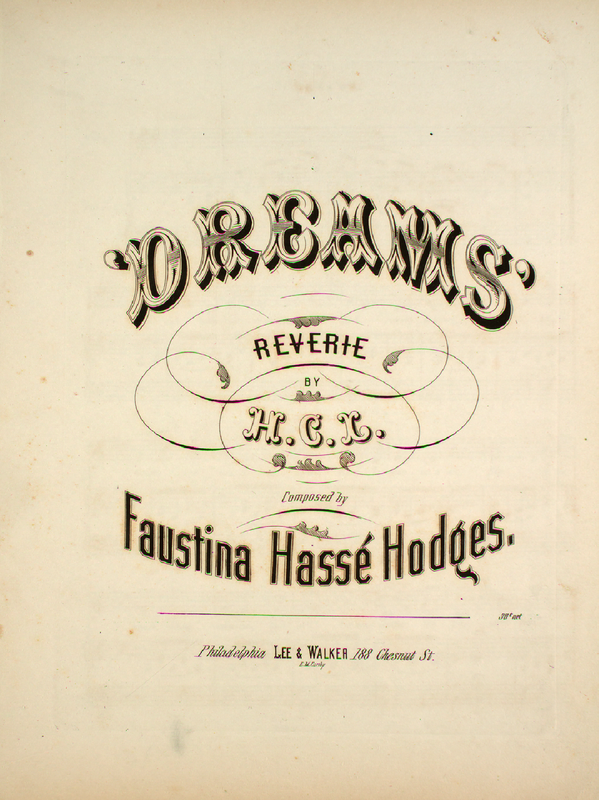 'DREAMS'
REVERIE
BY
H. C. L.
Composed by
Faustina Hassé Hodges.
Philadelphia LEE & WALKER 188 Chesnut St.